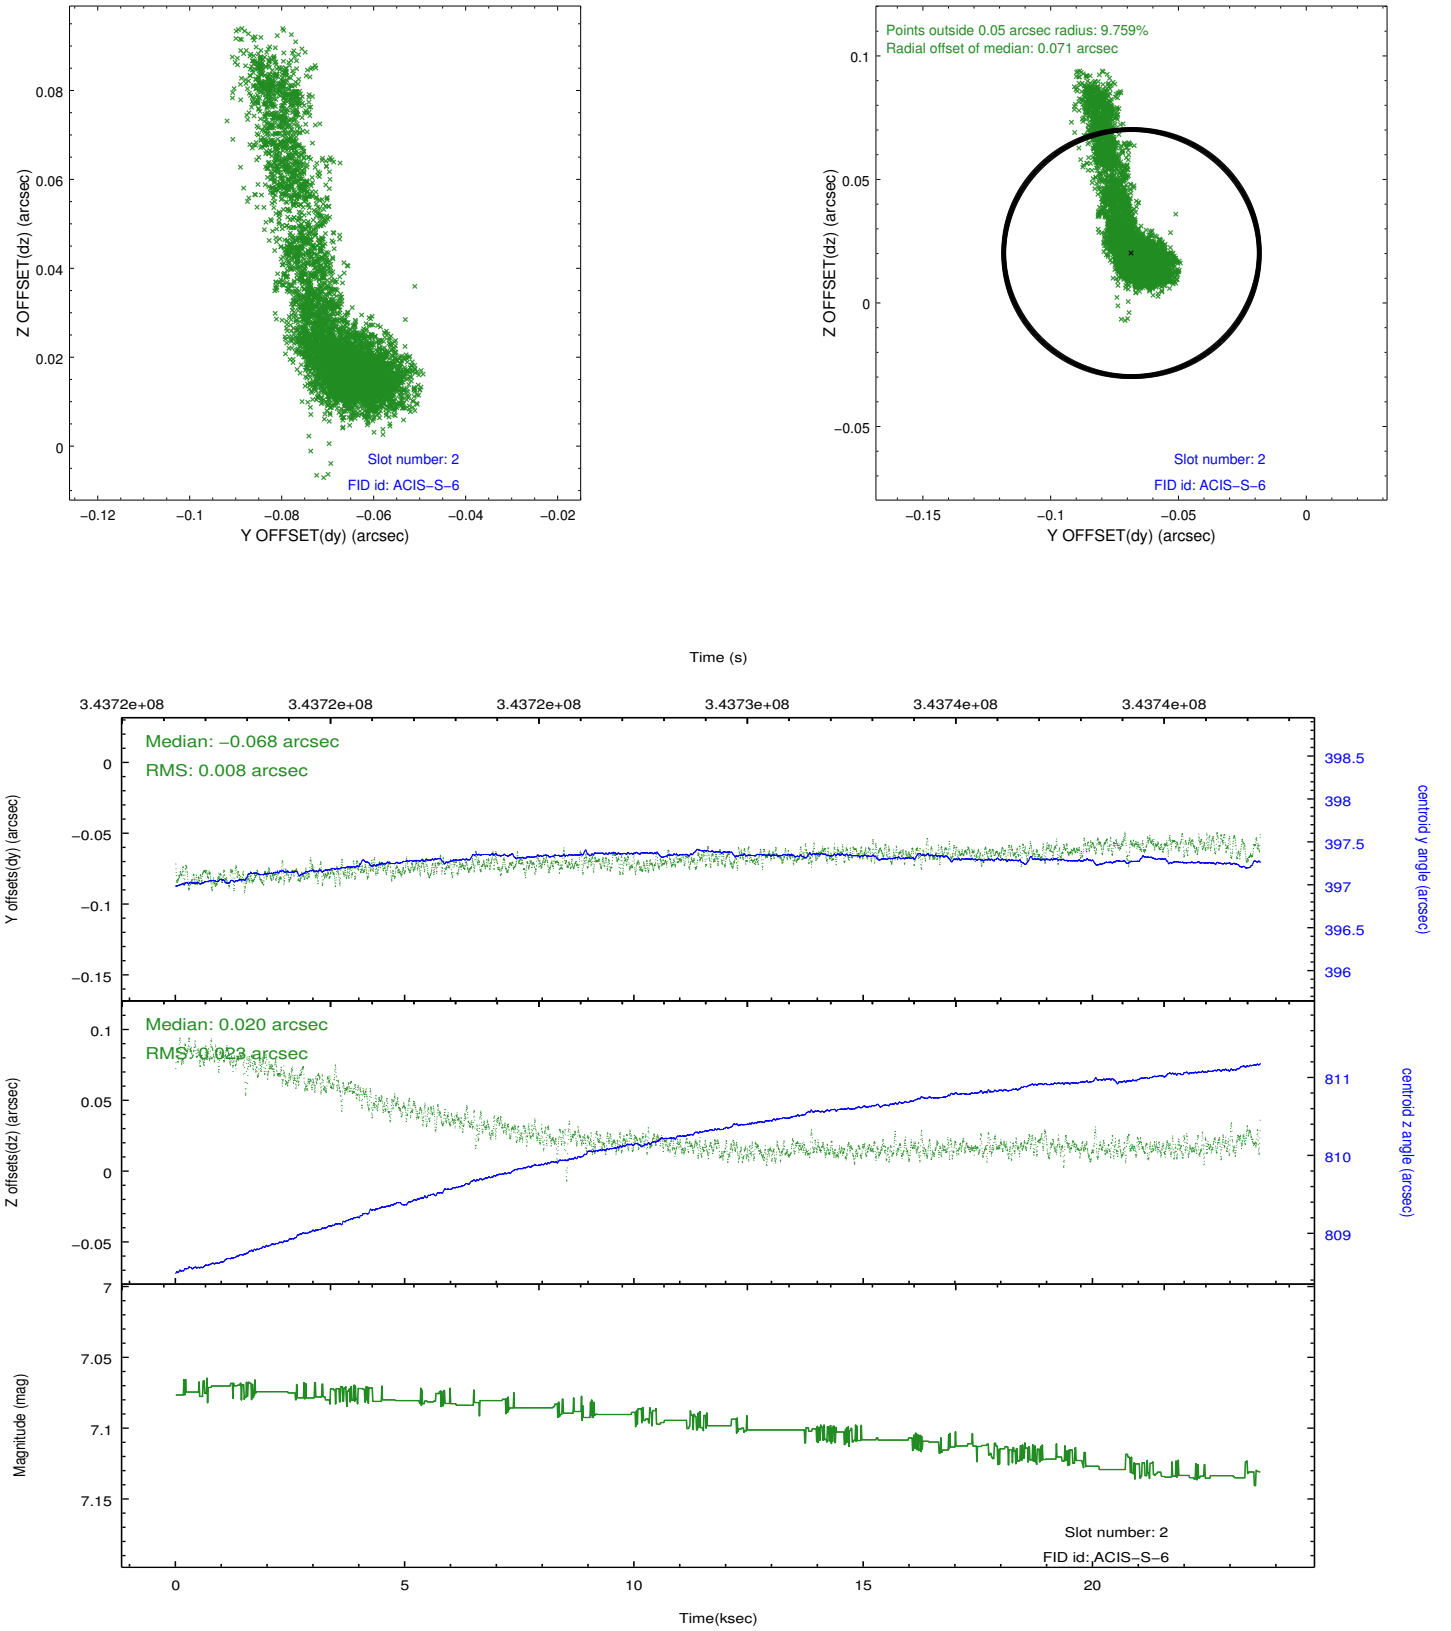 0.08
0.06
0.04
0.02
0
Z OFFSET(dz) (arcsec)
Slot number: 2
FID id: ACIS−S−6
−0.12 −0.1 −0.08 −0.06 −0.04 −0.02
Y OFFSET(dy) (arcsec)
Points outside 0.05 arcsec radius: 9.759%
Radial offset of median: 0.071 arcsec
0.1
0.05
0
−0.05
Z OFFSET(dz) (arcsec)
Slot number: 2
FID id: ACIS−S−6
−0.15 −0.1 −0.05 0
Y OFFSET(dy) (arcsec)
Time (s)
3.4372e+08 3.4372e+08 3.4372e+08 3.4373e+08 3.4374e+08 3.4374e+08
Median: −0.068 arcsec
RMS: 0.008 arcsec
0
−0.05
−0.1
−0.15
Y offsets(dy) (arcsec)
398.5
398
397.5
397
396.5
396
centroid y angle (arcsec)
Median: 0.020 arcsec
RMS: 0.023 arcsec
0.1
0.05
0
−0.05
Z offsets(dz) (arcsec)
811
810
809
centroid z angle (arcsec)
7
7.05
7.1
7.15
Magnitude (mag)
Slot number: 2
FID id: ACIS−S−6
0 5 10 15 20
Time(ksec)